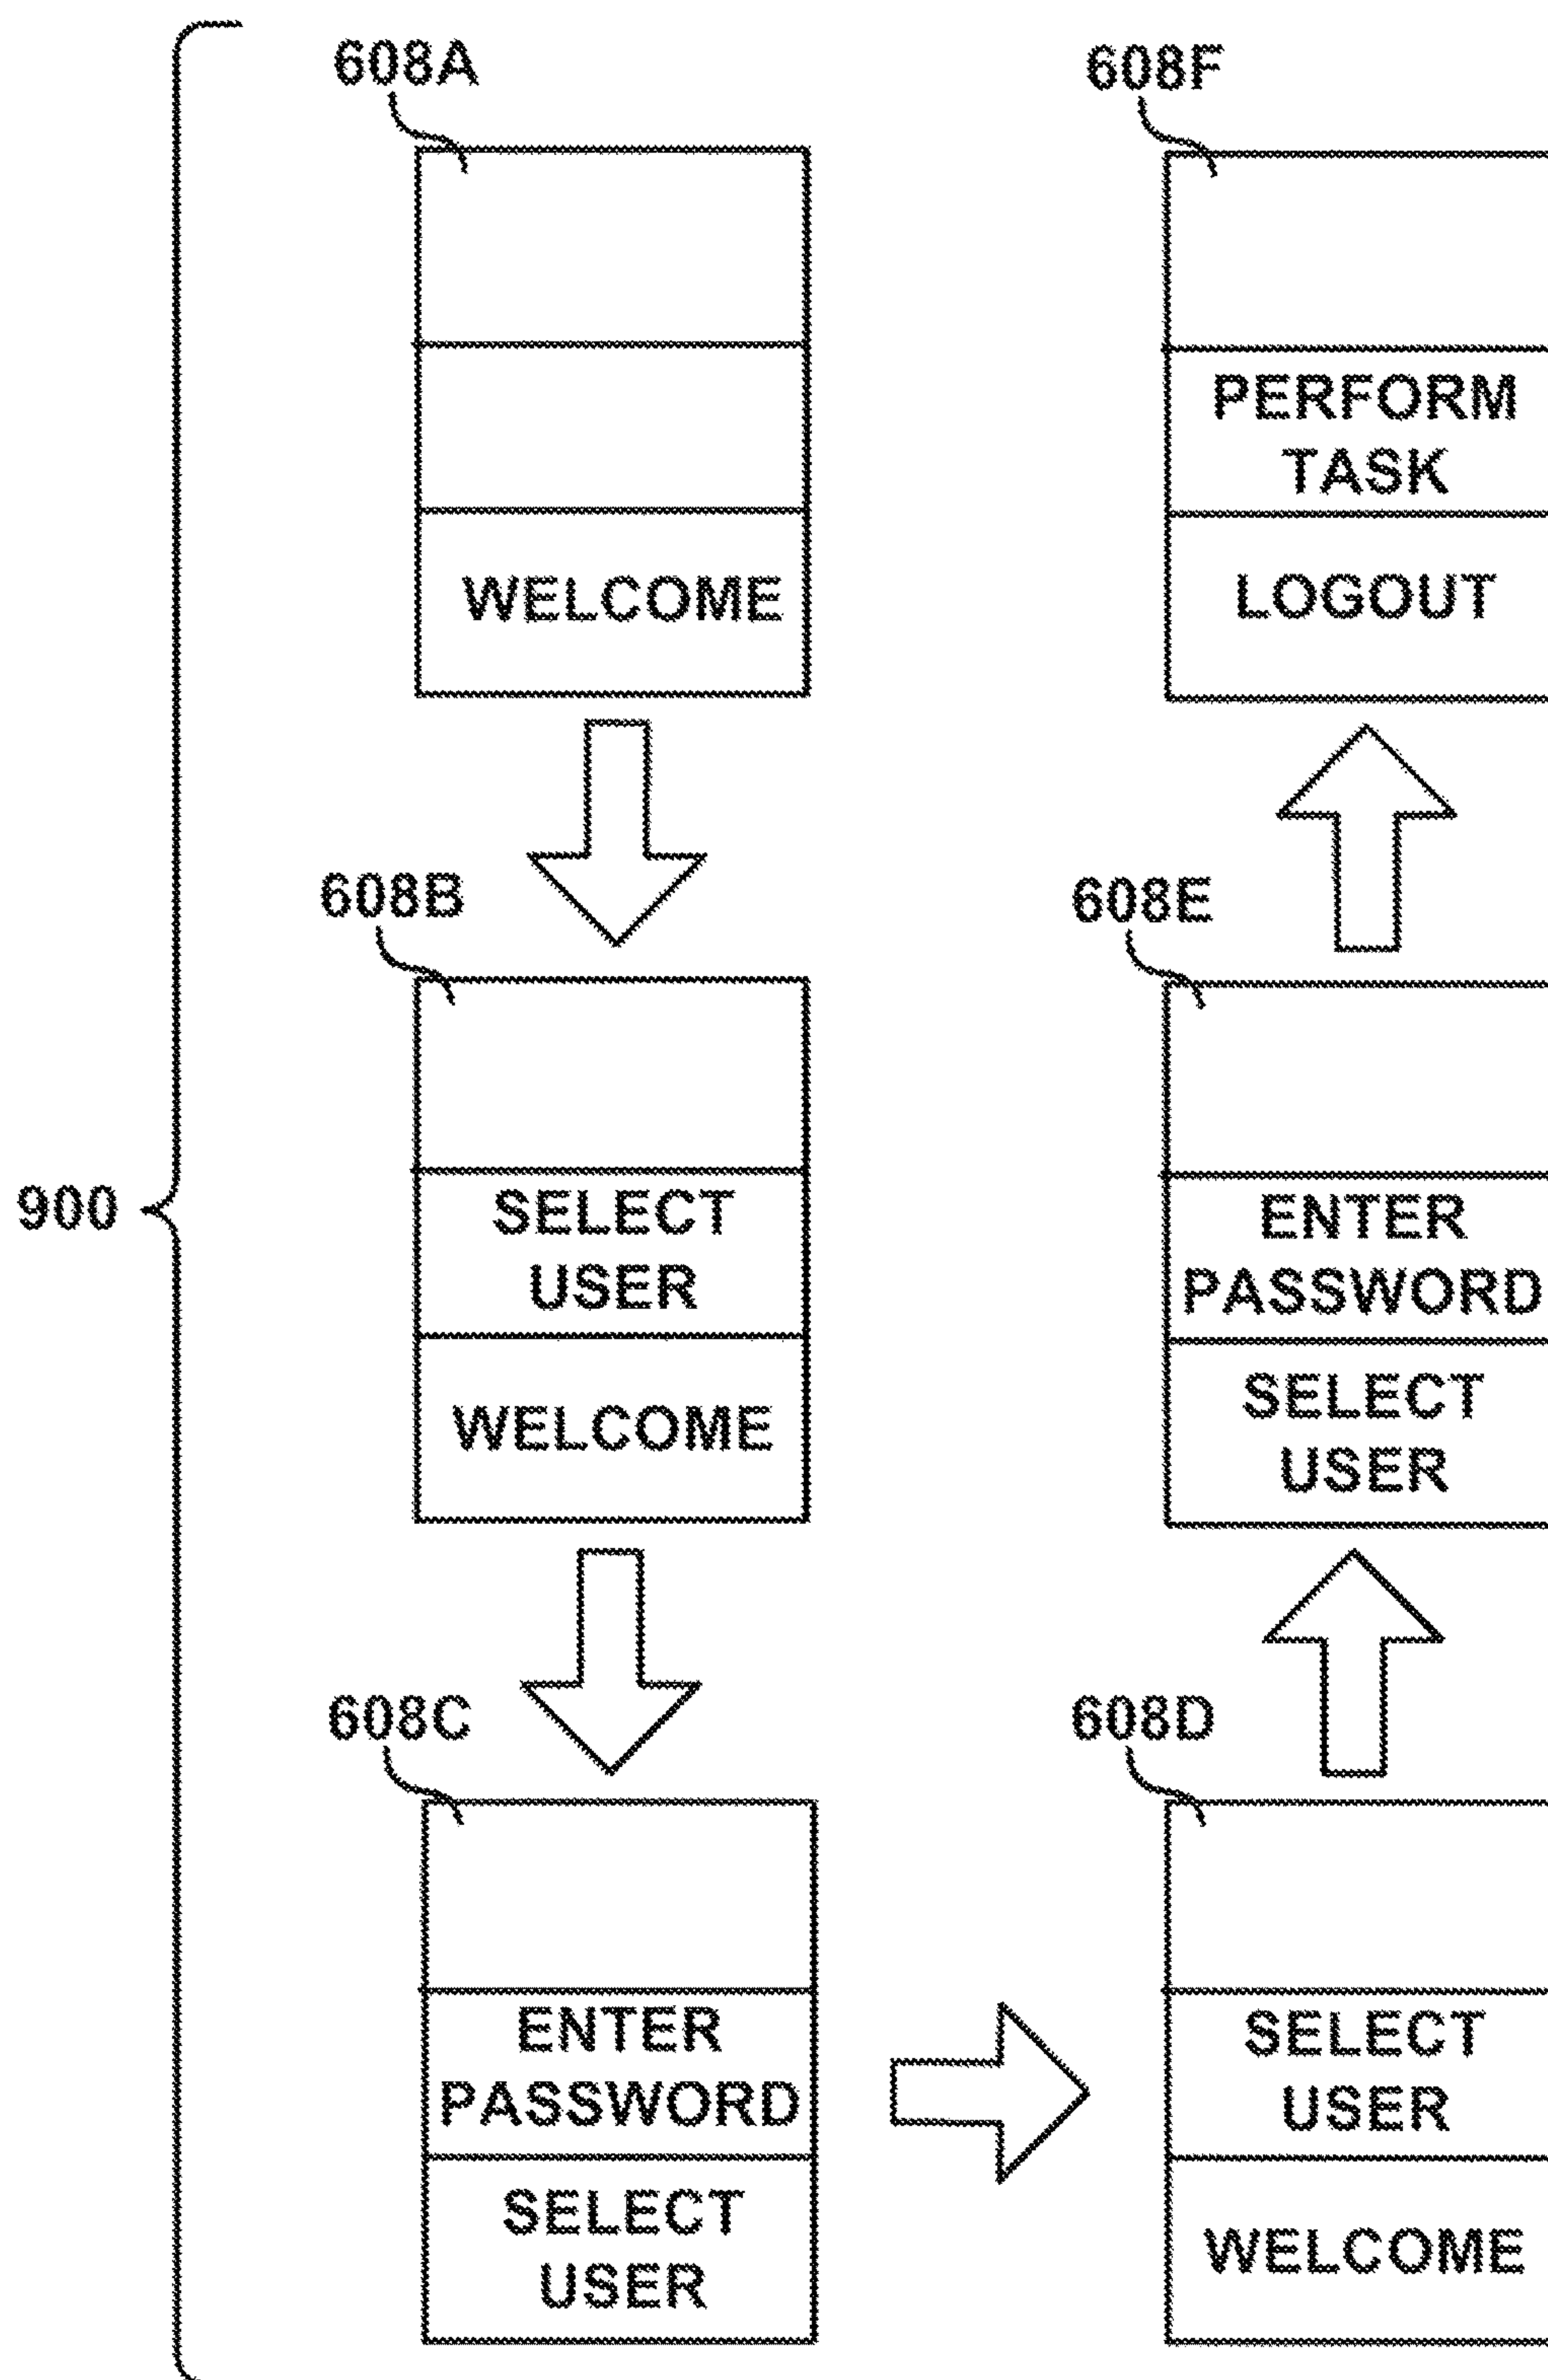 608A
WELCOME
608B
SELECT
USER
WELCOME
900
608C
ENTER
PASSWORD
SELECT
USER
608D
SELECT
USER
WELCOME
608E
ENTER
PASSWORD
SELECT
USER
608F
PERFORM
TASK
LOGOUT